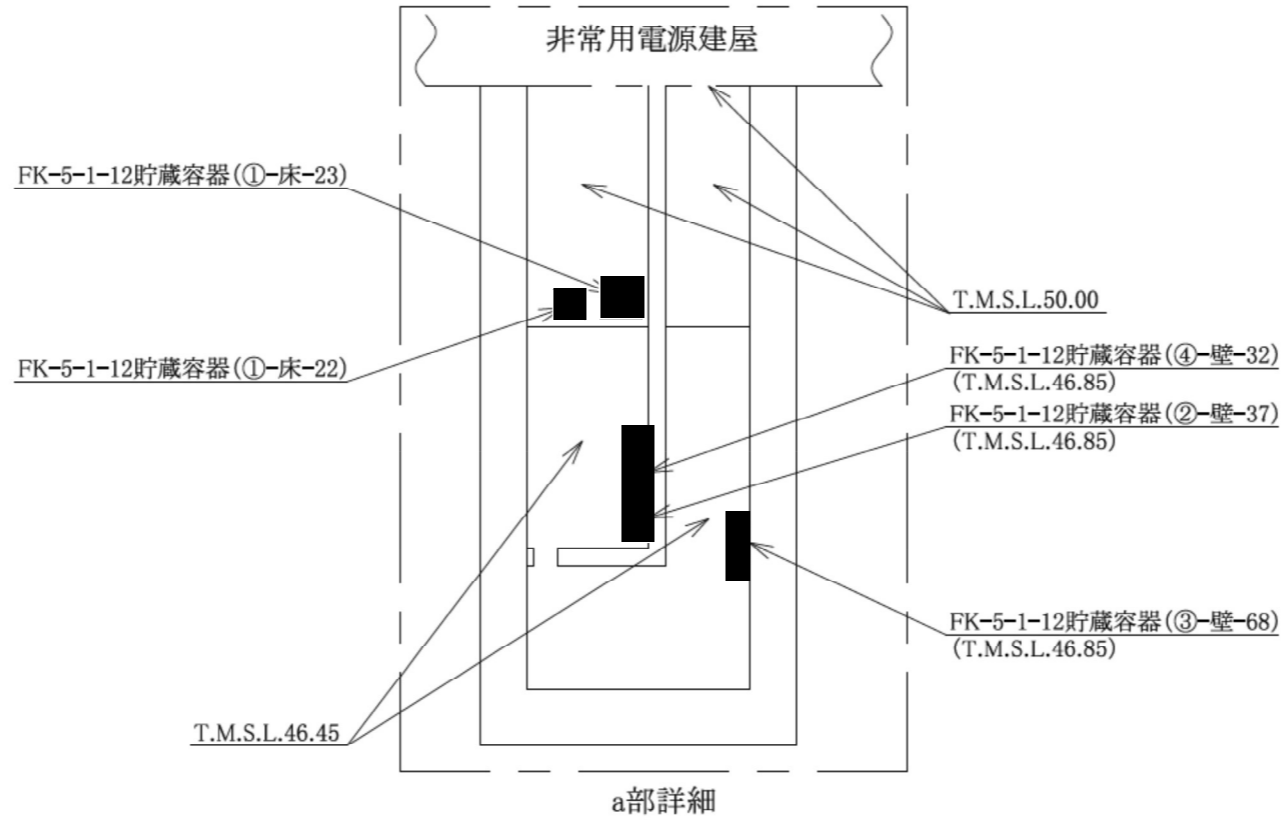 非常用電源建屋
FK-5-1-12貯蔵容器(①-床-23)
T.M.S.L.50.00
FK-5-1-12貯蔵容器(①-床-22)
FK-5-1-12貯蔵容器(④-壁-32)
(T.M.S.L.46.85)
FK-5-1-12貯蔵容器(②-壁-37)
(T.M.S.L.46.85)
FK-5-1-12貯蔵容器(③-壁-68)
(T.M.S.L.46.85)
T.M.S.L.46.45
a部詳細